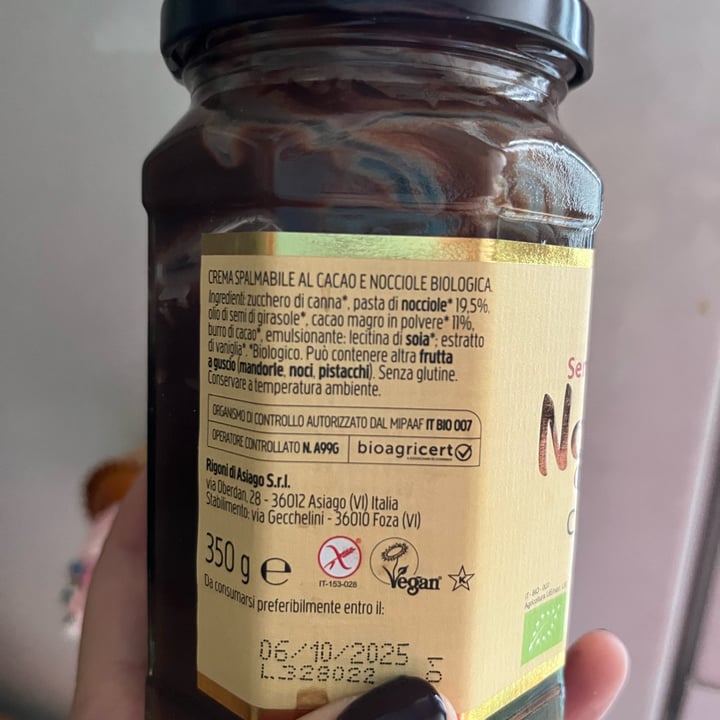 CREMA SPALMABILE AL CACAO E NOCCIOLE BIOLOGICA
Ingredienti: zucchero di canna*, pasta di nocciole* 19,5%,
olio di semi di girasole*, cacao magro in polvere* 11%,
burro di cacao*, emulsionante: lecitina di soia*; estratto
di vaniglia*. *Biologico. Può contenere altra frutta
a guscio (mandorle, noci, pistacchi). Senza glutine.
Conservare a temperatura ambiente.
ORGANISMO DI CONTROLLO AUTORIZZATO DAL MIPAAF IT BIO 007
OPERATORE CONTROLLATO N. A99G
bioagricert
Rigoni di Asiago S.r.l.
via Oberdan, 28 - 36012 Asiago (VI) Italia
Stabilimento: via Gecchelini - 36010 Foza (VI)
350 g e
IT-153-028
Vegan
K
Da consumarsi preferibilmente entro il:
06/10/2025
L328022
01
Ser
No